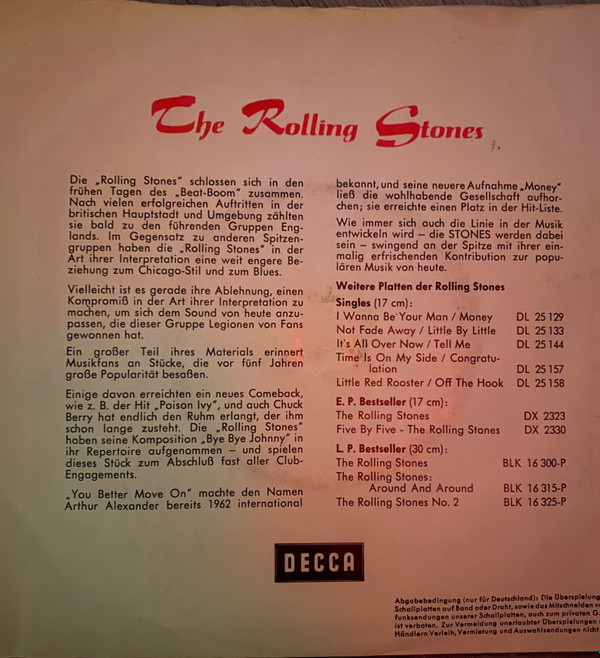 The Rolling Stones
Die „Rolling Stones“ schlossen sich in den
frühen Tagen des „Beat-Boom“ zusammen.
Nach vielen erfolgreichen Auftritten in der
britischen Hauptstadt und Umgebung zählten
sie bald zu den führenden Gruppen Eng-
lands. Im Gegensatz zu anderen Spitzen-
gruppen haben die „Rolling Stones“ in der
Art ihrer Interpretation eine weit engere Be-
ziehung zum Chicago-Stil und zum Blues.
Vielleicht ist es gerade ihre Ablehnung, einen
Kompromiß in der Art ihrer Interpretation zu
machen, um sich dem Sound von heute anzu-
passen, die dieser Gruppe Legionen von Fans
gewonnen hat.
Ein großer Teil ihres Materials erinnert
Musikfans an Stücke, die vor fünf Jahren
große Popularität besaßen.
Einige davon erreichten ein neues Comeback,
wie z. B. der Hit „Poison Ivy“, und auch Chuck
Berry hat endlich den Ruhm erlangt, der ihm
schon lange zusteht. Die „Rolling Stones“
haben seine Komposition „Bye Bye Johnny“ in
ihr Repertoire aufgenommen – und spielen
dieses Stück zum Abschluß fast aller Club-
Engagements.
„You Better Move On“ machte den Namen
Arthur Alexander bereits 1962 international
bekannt, und seine neuere Aufnahme „Money“
ließ die wohlhabende Gesellschaft aufhor-
chen; sie erreichte einen Platz in der Hit-Liste.
Wie immer sich auch die Linie in der Musik
entwickeln wird – die STONES werden dabei
sein – swingend an der Spitze mit ihrer ein-
malig erfrischenden Kontribution zur popu-
lären Musik von heute.
Weitere Platten der Rolling Stones
Singles (17 cm):
I Wanna Be Your Man / Money DL 25 129
Not Fade Away / Little By Little DL 25 133
It's All Over Now / Tell Me DL 25 144
Time Is On My Side / Congratu-
lation DL 25 157
Little Red Rooster / Off The Hook DL 25 158
E. P. Bestseller (17 cm):
The Rolling Stones DX 2323
Five By Five - The Rolling Stones DX 2330
L. P. Bestseller (30 cm):
The Rolling Stones BLK 16 300-P
The Rolling Stones:
Around And Around BLK 16 315-P
The Rolling Stones No. 2 BLK 16 325-P
DECCA
Abgabebedingung (nur für Deutschland): Die Überspielung
Schallplatten auf Band oder Draht, sowie das Mitschneiden v
funksendungen unserer Schallplatten, auch zum privaten G
ist verboten. Zur Vermeidung unerlaubter Überspielungen
Händlern Verleih, Vermietung und Auswahlsendungen nicht